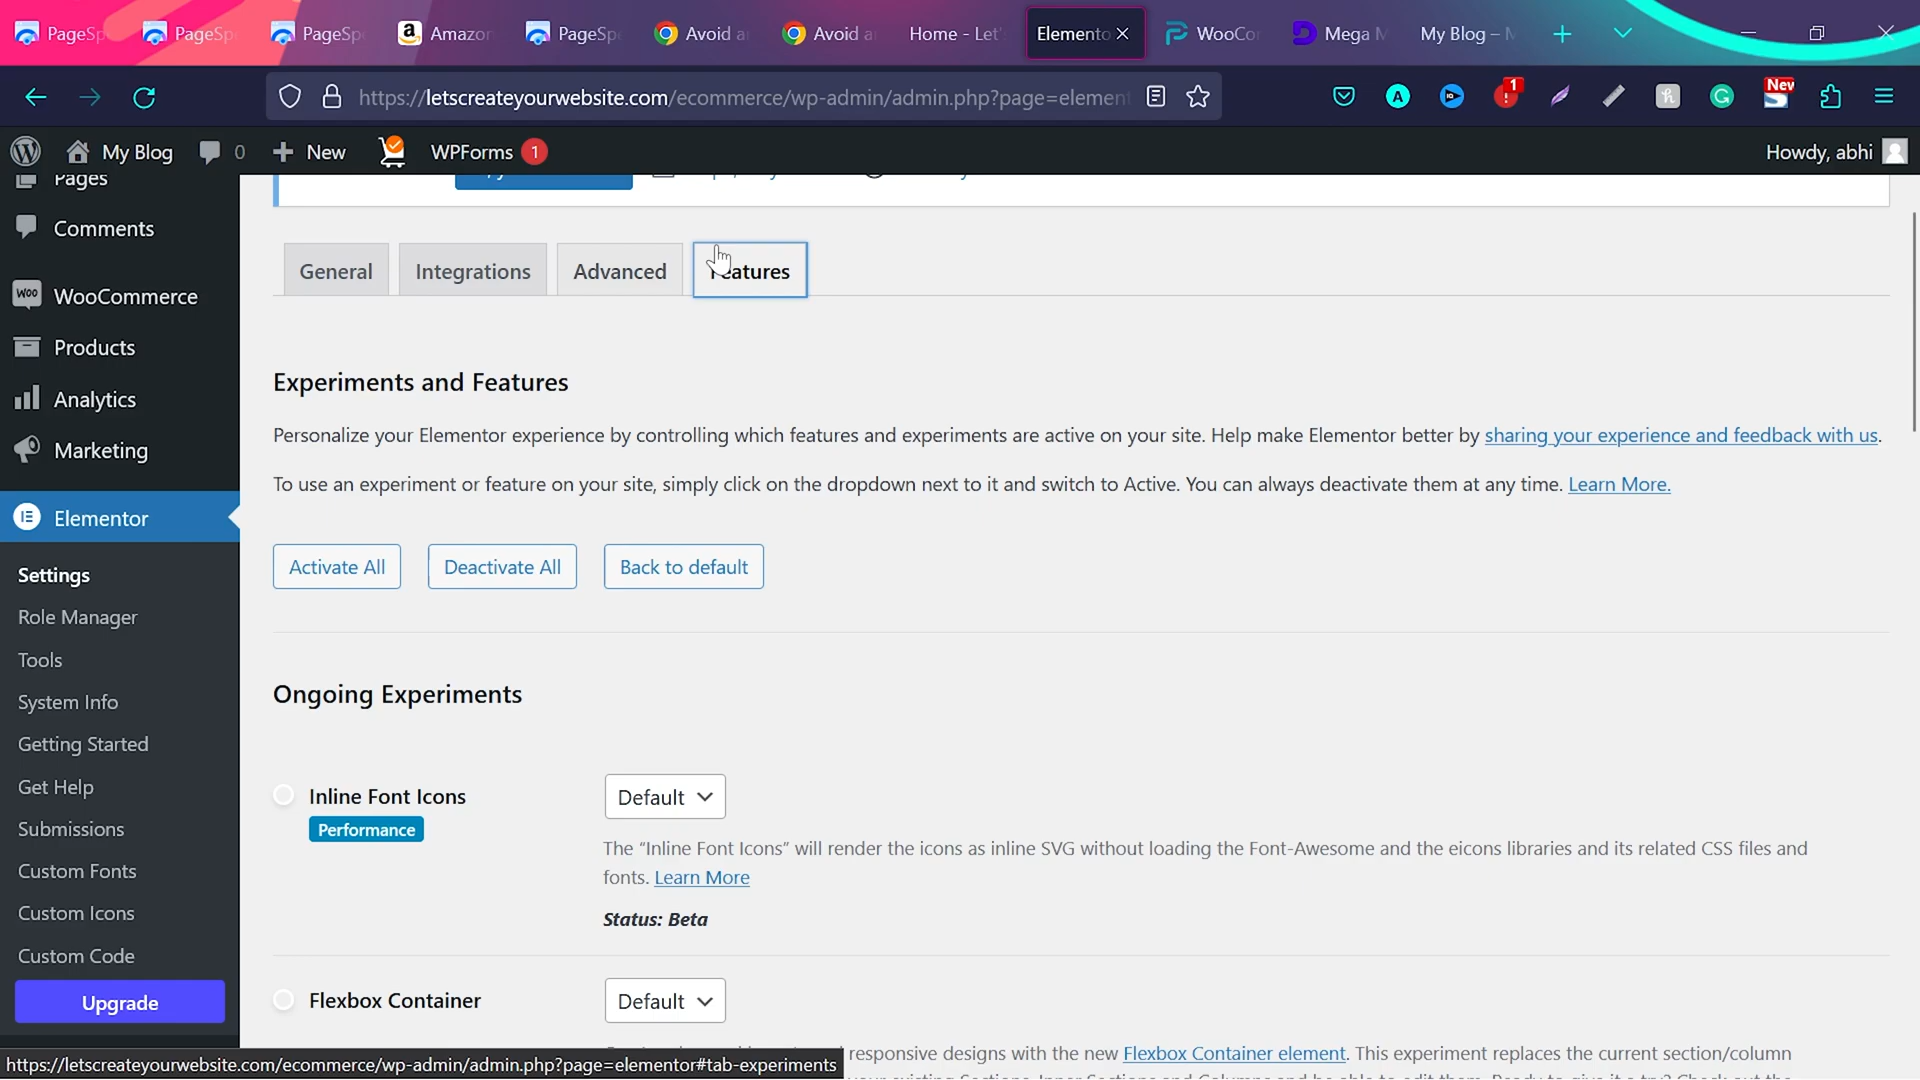 PageSp
PageSp
PageSp
Amazon
PageSpe
Avoid a
Avoid a
Home – Let'
Elemento
WooCo
Mega M
My Blog –
https://letscreateyourwebsite.com/ecommerce/wp-admin/admin.php?page=element
1
New
My Blog
0
New
WPForms 1
Howdy, abhi
Pages
Comments
WooCommerce
Products
Analytics
Marketing
Elementor
Settings
Role Manager
Tools
System Info
Getting Started
Get Help
Submissions
Custom Fonts
Custom Icons
Custom Code
Upgrade
General
Integrations
Advanced
Features
Experiments and Features
Personalize your Elementor experience by controlling which features and experiments are active on your site. Help make Elementor better by sharing your experience and feedback with us.
To use an experiment or feature on your site, simply click on the dropdown next to it and switch to Active. You can always deactivate them at any time. Learn More.
Activate All
Deactivate All
Back to default
Ongoing Experiments
Inline Font Icons
Performance
Default
The “Inline Font Icons” will render the icons as inline SVG without loading the Font-Awesome and the eicons libraries and its related CSS files and
fonts. Learn More
Status: Beta
Flexbox Container
Default
responsive designs with the new Flexbox Container element. This experiment replaces the current section/column
https://letscreateyourwebsite.com/ecommerce/wp-admin/admin.php?page=elementor#tab-experiments